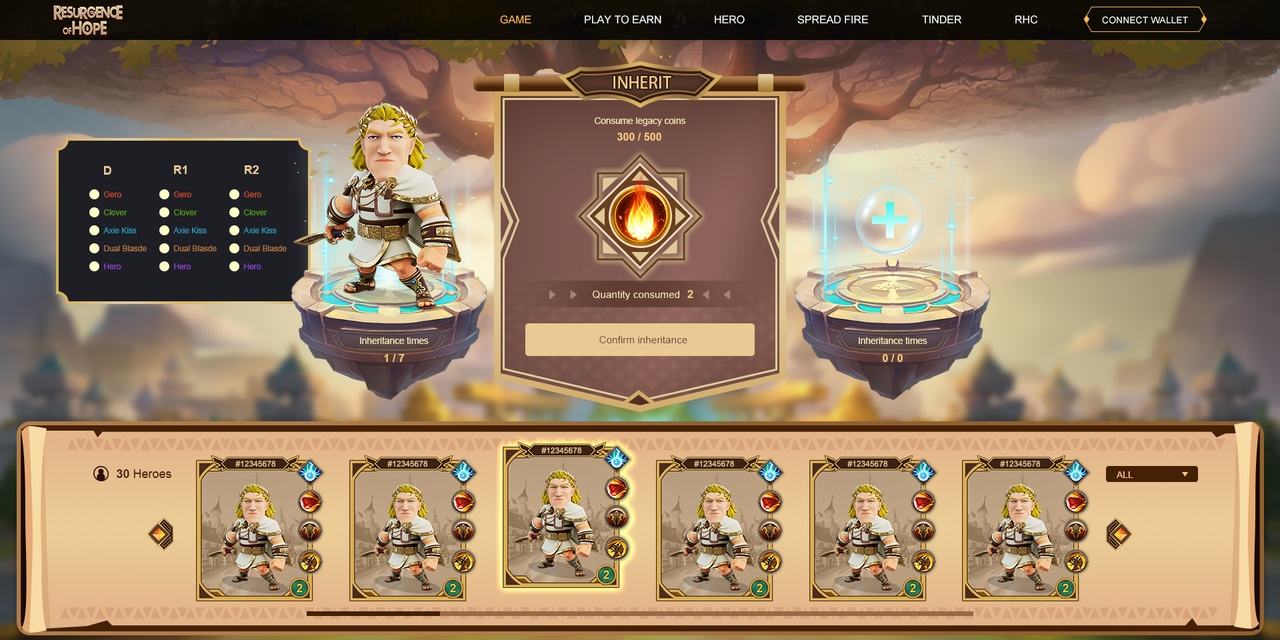 RESURGENCE
OF HOPE
GAME PLAY TO EARN HERO SPREAD FIRE TINDER RHC CONNECT WALLET
INHERIT
Consume legacy coins
300 / 500
D R1 R2
Gero Gero Gero
Clover Clover Clover
Axie Kiss Axie Kiss Axie Kiss
Dual Blasde Dual Blasde Dual Blasde
Hero Hero Hero
Quantity consumed 2
Confirm inheritance
Inheritance times
1 / 7
Inheritance times
0 / 0
30 Heroes
#12345678 #12345678 #12345678 #12345678 #12345678 #12345678
ALL
2 2 2 2 2 2